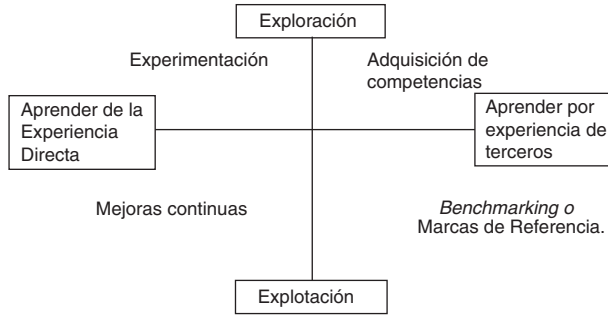 Exploración
Experimentación
Adquisición de
competencias
Aprender de la
Experiencia
Directa
Aprender por
experiencia de
terceros
Mejoras continuas
Benchmarking o
Marcas de Referencia.
Explotación